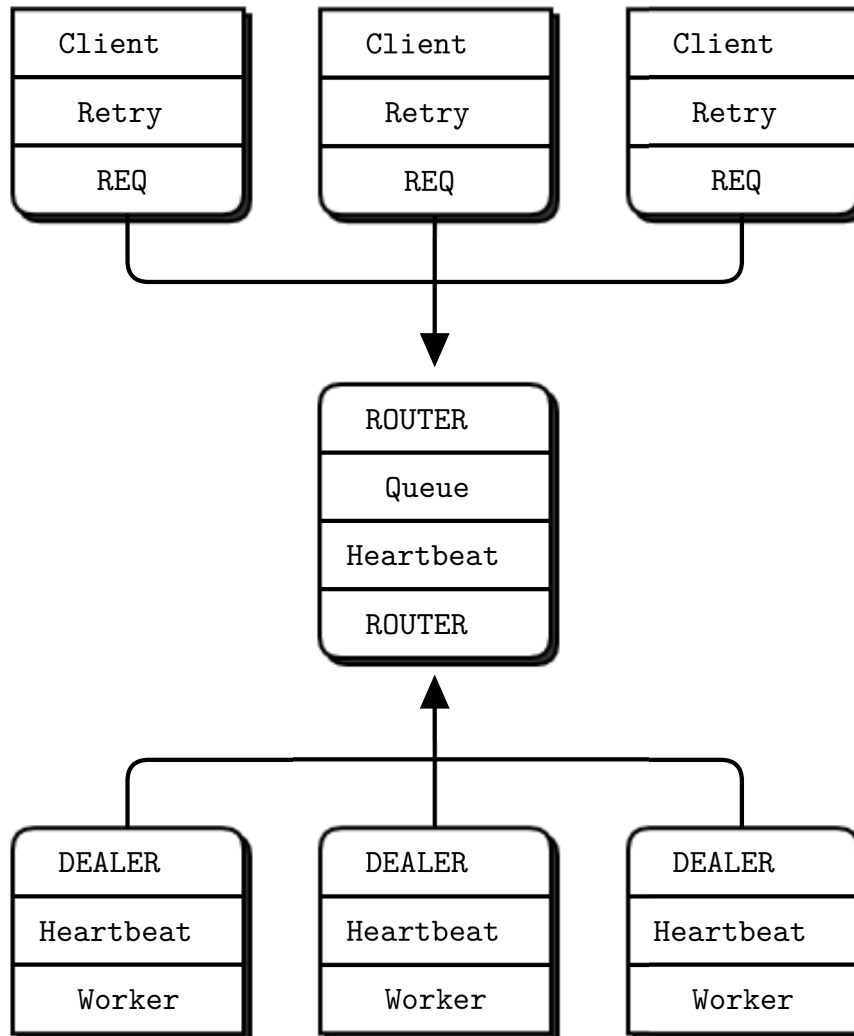 Client Client Client
Retry Retry Retry
REQ REQ REQ
ROUTER
Queue
Heartbeat
ROUTER
DEALER DEALER DEALER
Heartbeat Heartbeat Heartbeat
Worker Worker Worker